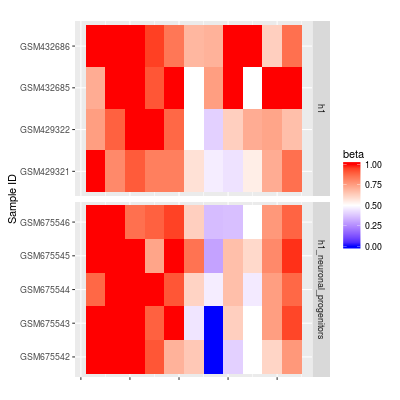 Sample ID
GSM432686
GSM432685
GSM429322
GSM429321
h1
GSM675546
GSM675545
GSM675544
GSM675543
GSM675542
h1_neuronal_progenitors
beta
1.00
0.75
0.50
0.25
0.00